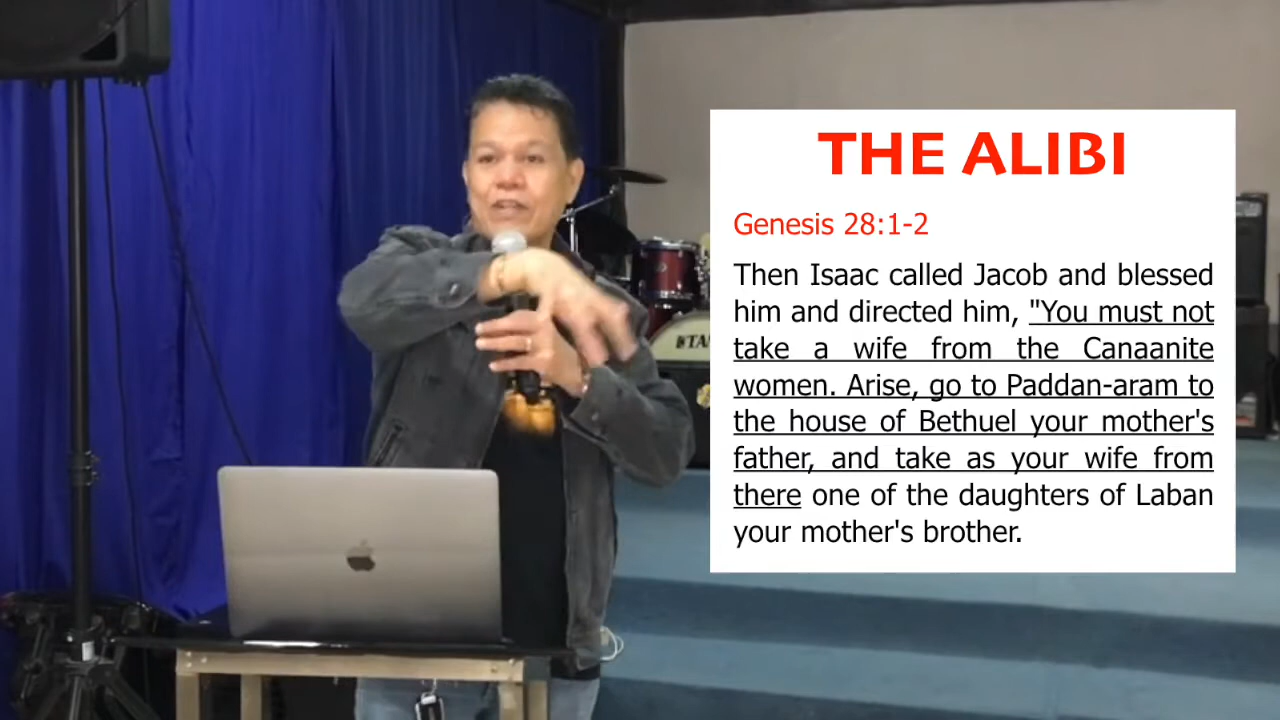 THE ALIBI
Genesis 28:1-2
Then Isaac called Jacob and blessed
him and directed him, "You must not
take a wife from the Canaanite
women. Arise, go to Paddan-aram to
the house of Bethuel your mother's
father, and take as your wife from
there one of the daughters of Laban
your mother's brother.